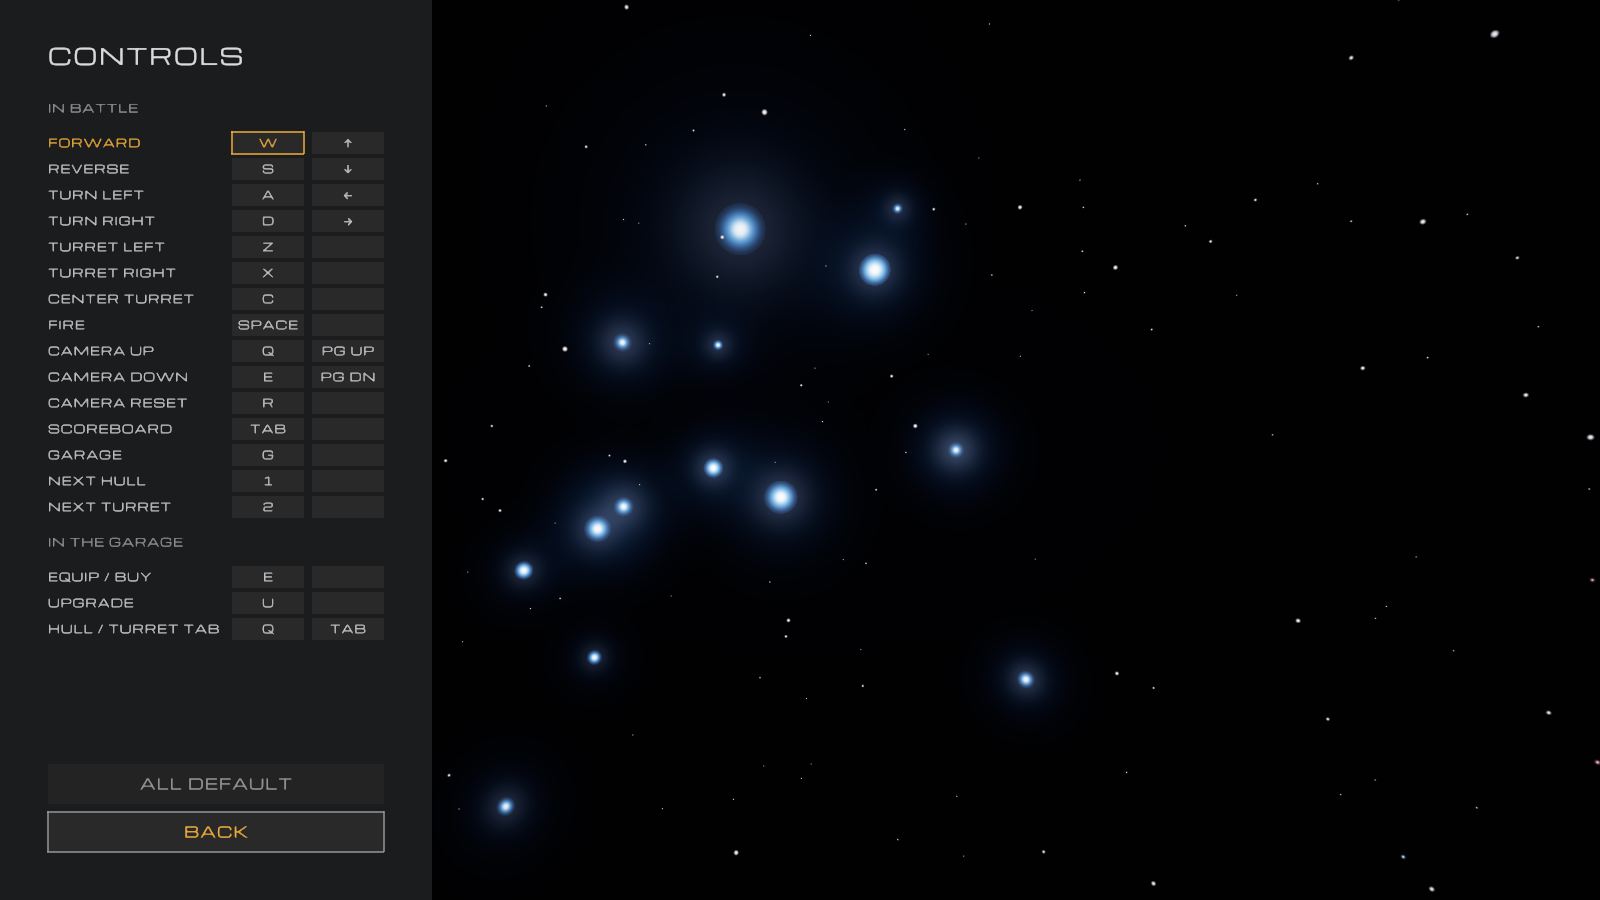 CONTROLS
IN BATTLE
FORWARD W ↑
REVERSE S ↓
TURN LEFT A ←
TURN RIGHT D →
TURRET LEFT Z
TURRET RIGHT X
CENTER TURRET C
FIRE SPACE
CAMERA UP Q PG UP
CAMERA DOWN E PG DN
CAMERA RESET R
SCOREBOARD TAB
GARAGE G
NEXT HULL 1
NEXT TURRET 2
IN THE GARAGE
EQUIP / BUY E
UPGRADE U
HULL / TURRET TAB Q TAB
ALL DEFAULT
BACK